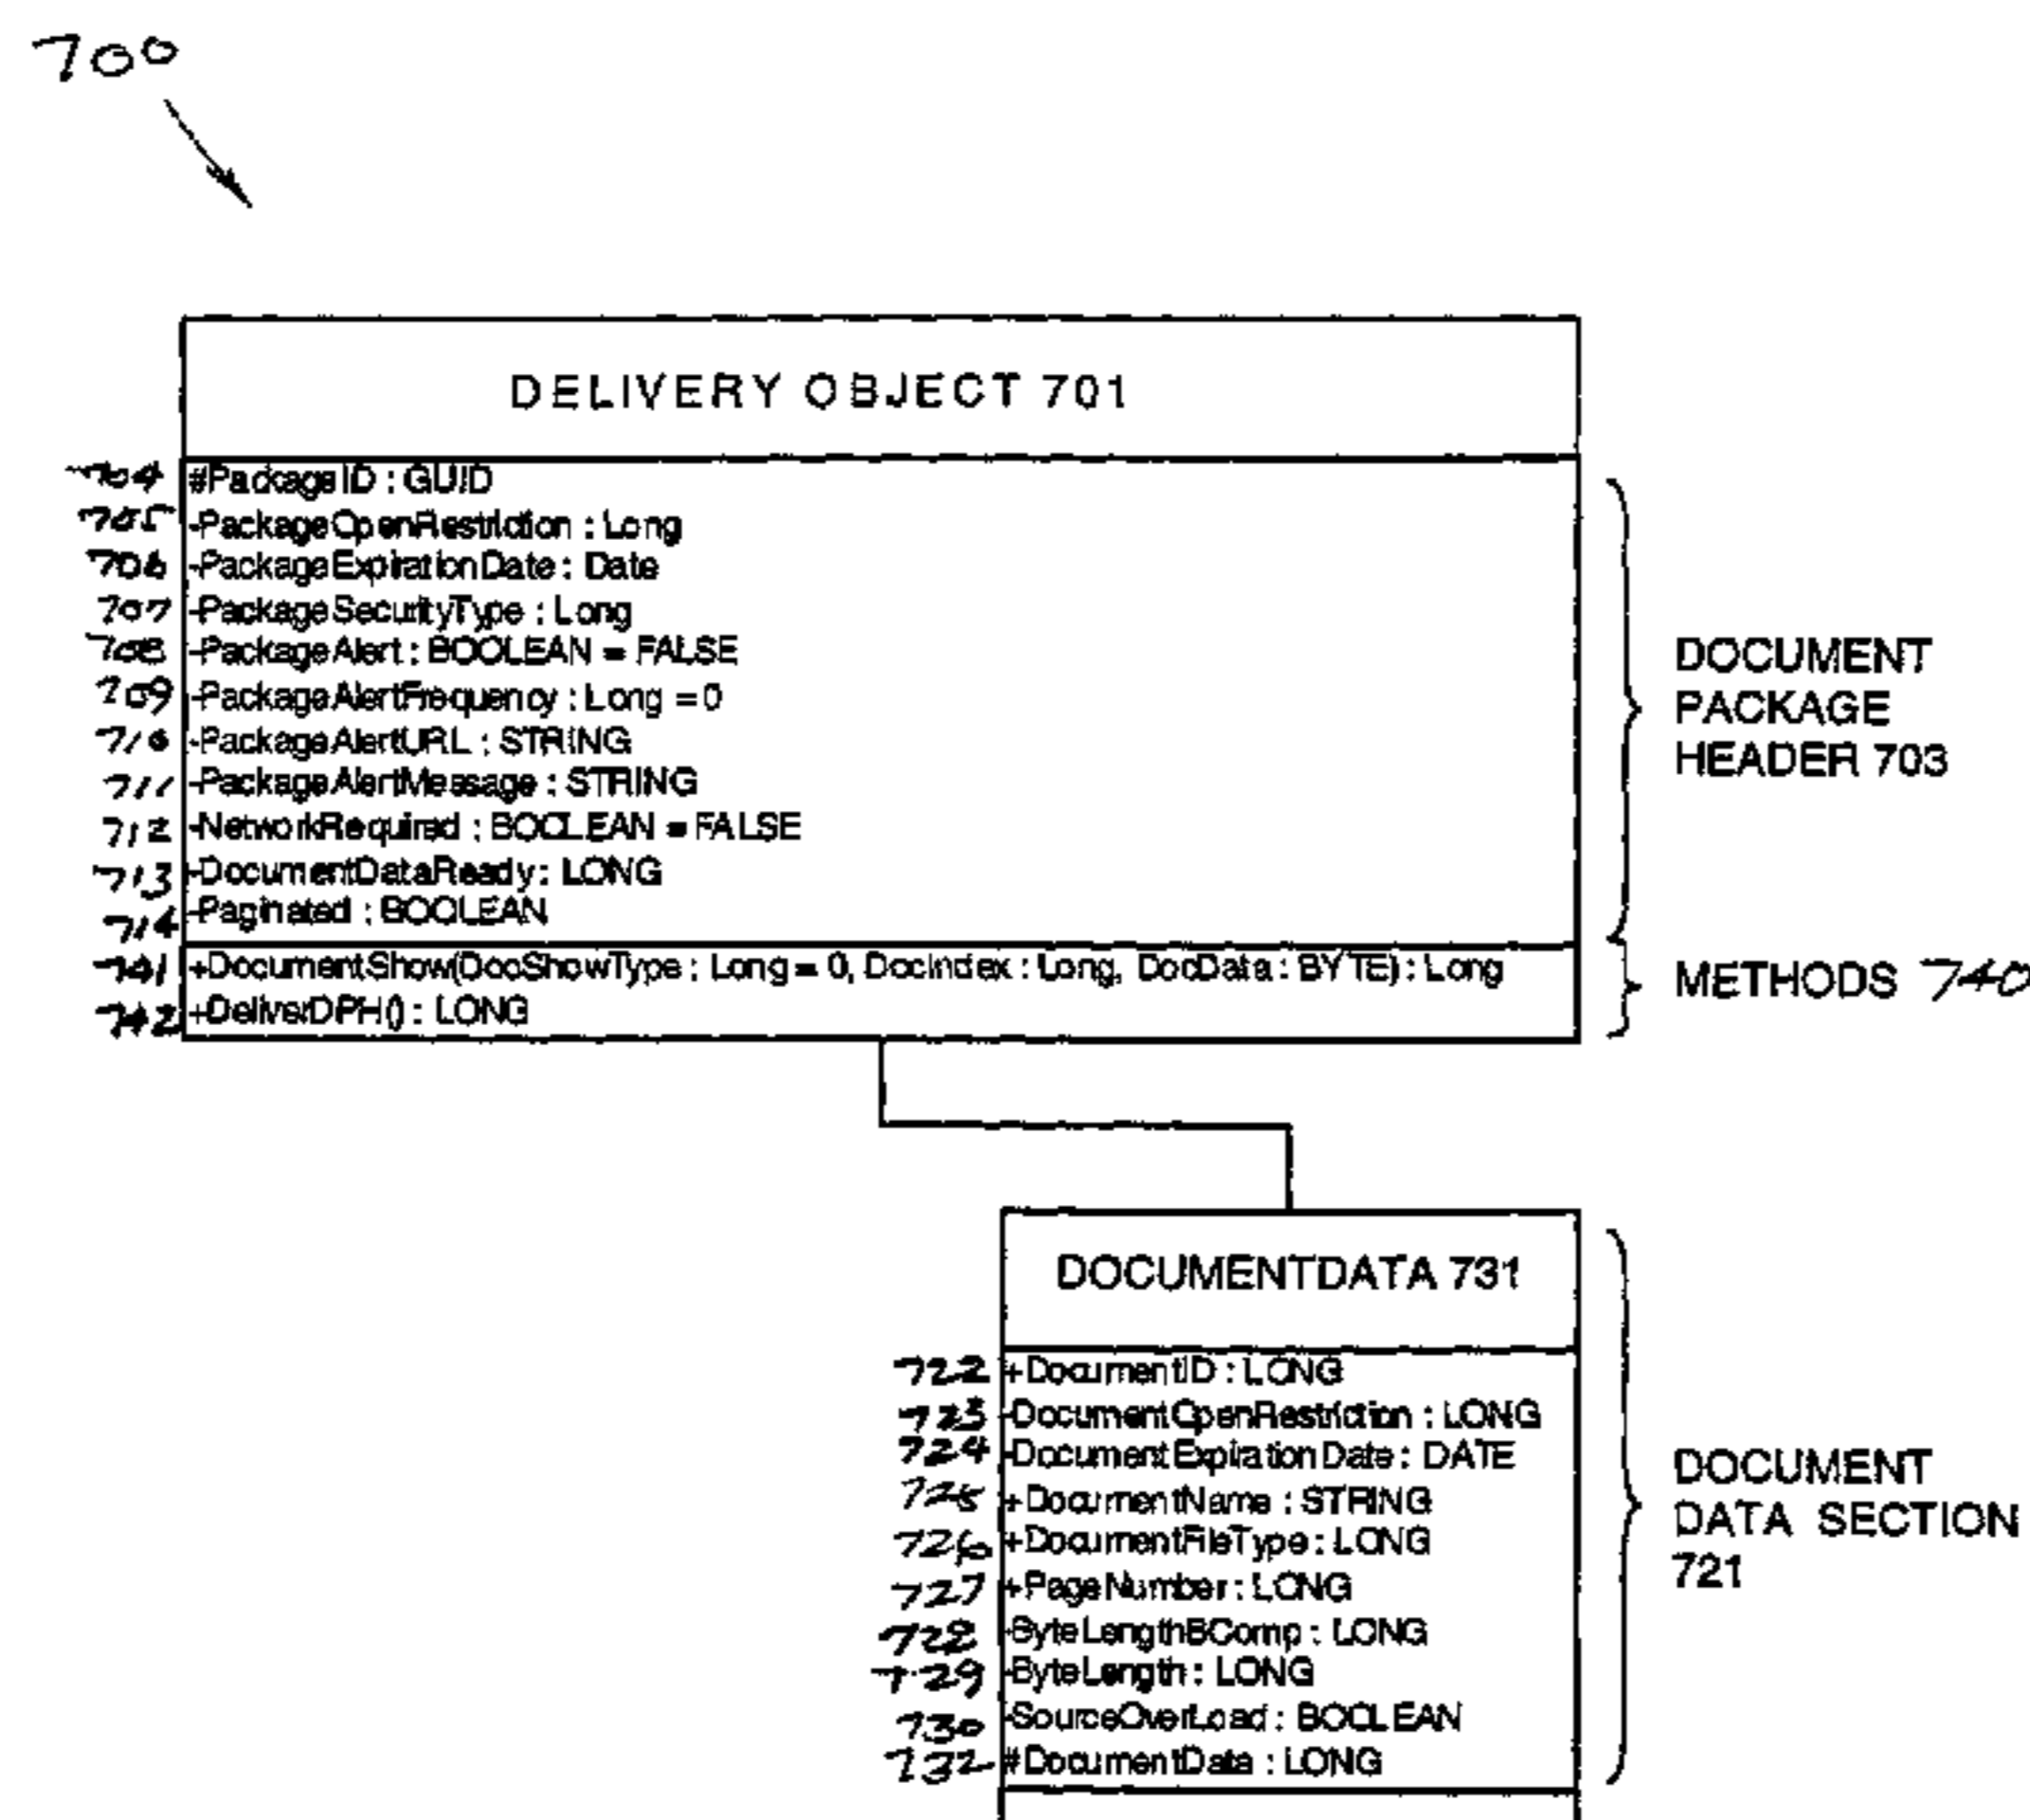 700
DELIVERY OBJECT 701
704 #PackageID : GUID
705 -PackageOpenRestriction : Long
706 -PackageExpirationDate : Date
707 -PackageSecurityType : Long
708 -PackageAlert : BOOLEAN = FALSE
709 -PackageAlertFrequency : Long = 0
710 -PackageAlertURL : STRING
711 -PackageAlertMessage : STRING
712 -NetworkRequired : BOOLEAN = FALSE
713 -DocumentDataReady : LONG
714 -Paginated : BOOLEAN
DOCUMENT
PACKAGE
HEADER 703
741 +DocumentShow(DocShowType : Long = 0, DocIndex : Long, DocData : BYTE) : Long
742 +DeliverDPH() : LONG
METHODS 740
DOCUMENTDATA 731
722 +DocumentID : LONG
723 -DocumentOpenRestriction : LONG
724 -DocumentExpirationDate : DATE
725 +DocumentName : STRING
726 +DocumentFileType : LONG
727 +PageNumber : LONG
728 -ByteLengthBComp : LONG
729 -ByteLength : LONG
730 -SourceOverLoad : BOOLEAN
732 #DocumentData : LONG
DOCUMENT
DATA SECTION
721